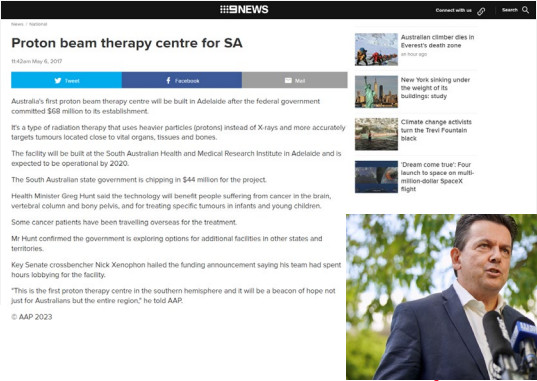 9NEWS
Connect with us
Search
News / National
Proton beam therapy centre for SA
11:42am May 6, 2017
Tweet
Facebook
Mail
Australia's first proton beam therapy centre will be built in Adelaide after the federal government
committed $68 million to its establishment.
It's a type of radiation therapy that uses heavier particles (protons) instead of X-rays and more accurately
targets tumours located close to vital organs, tissues and bones.
The facility will be built at the South Australian Health and Medical Research Institute in Adelaide and is
expected to be operational by 2020.
The South Australian state government is chipping in $44 million for the project.
Health Minister Greg Hunt said the technology will benefit people suffering from cancer in the brain,
vertebral column and bony pelvis, and for treating specific tumours in infants and young children.
Some cancer patients have been travelling overseas for the treatment.
Mr Hunt confirmed the government is exploring options for additional facilities in other states and
territories.
Key Senate crossbencher Nick Xenophon hailed the funding announcement saying his team had spent
hours lobbying for the facility.
"This is the first proton therapy centre in the southern hemisphere and it will be a beacon of hope not
just for Australians but the entire region," he told AAP.
© AAP 2023
Australian climber dies in
Everest's death zone
an hour ago
New York sinking under
the weight of its
buildings: study
Climate change activists
turn the Trevi Fountain
black
'Dream come true': Four
launch to space on multi-
million-dollar SpaceX
flight